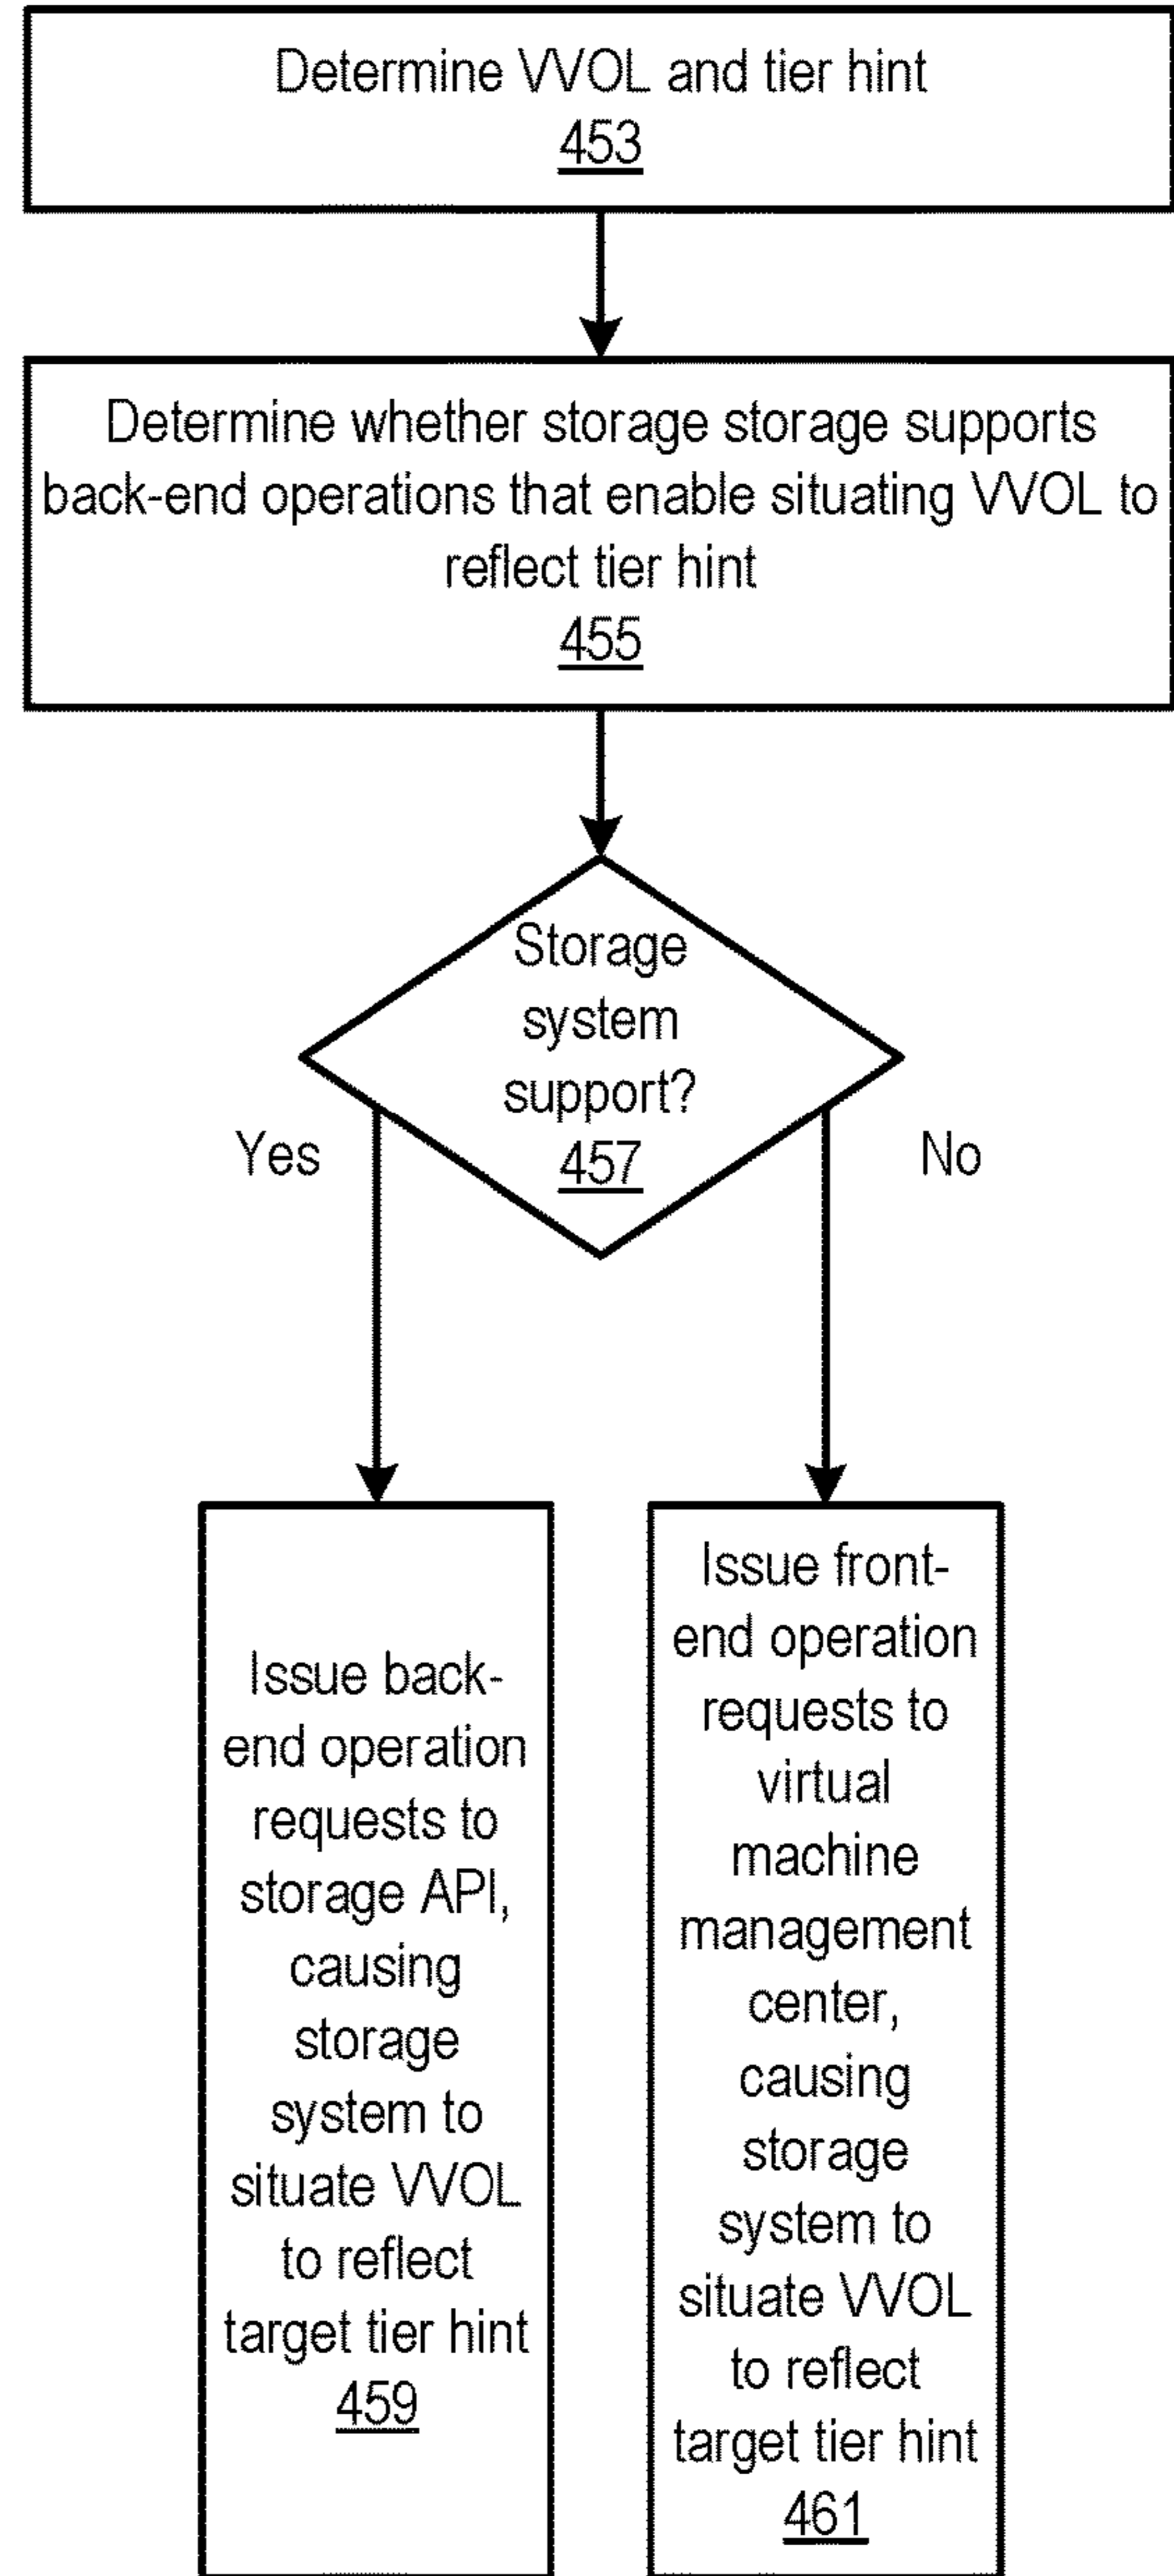 Determine VVOL and tier hint
453
Determine whether storage storage supports
back-end operations that enable situating VVOL to
reflect tier hint
455
Storage
system
support?
457
Yes
No
Issue back-
end operation
requests to
storage API,
causing
storage
system to
situate VVOL
to reflect
target tier hint
459
Issue front-
end operation
requests to
virtual
machine
management
center,
causing
storage
system to
situate VVOL
to reflect
target tier hint
461